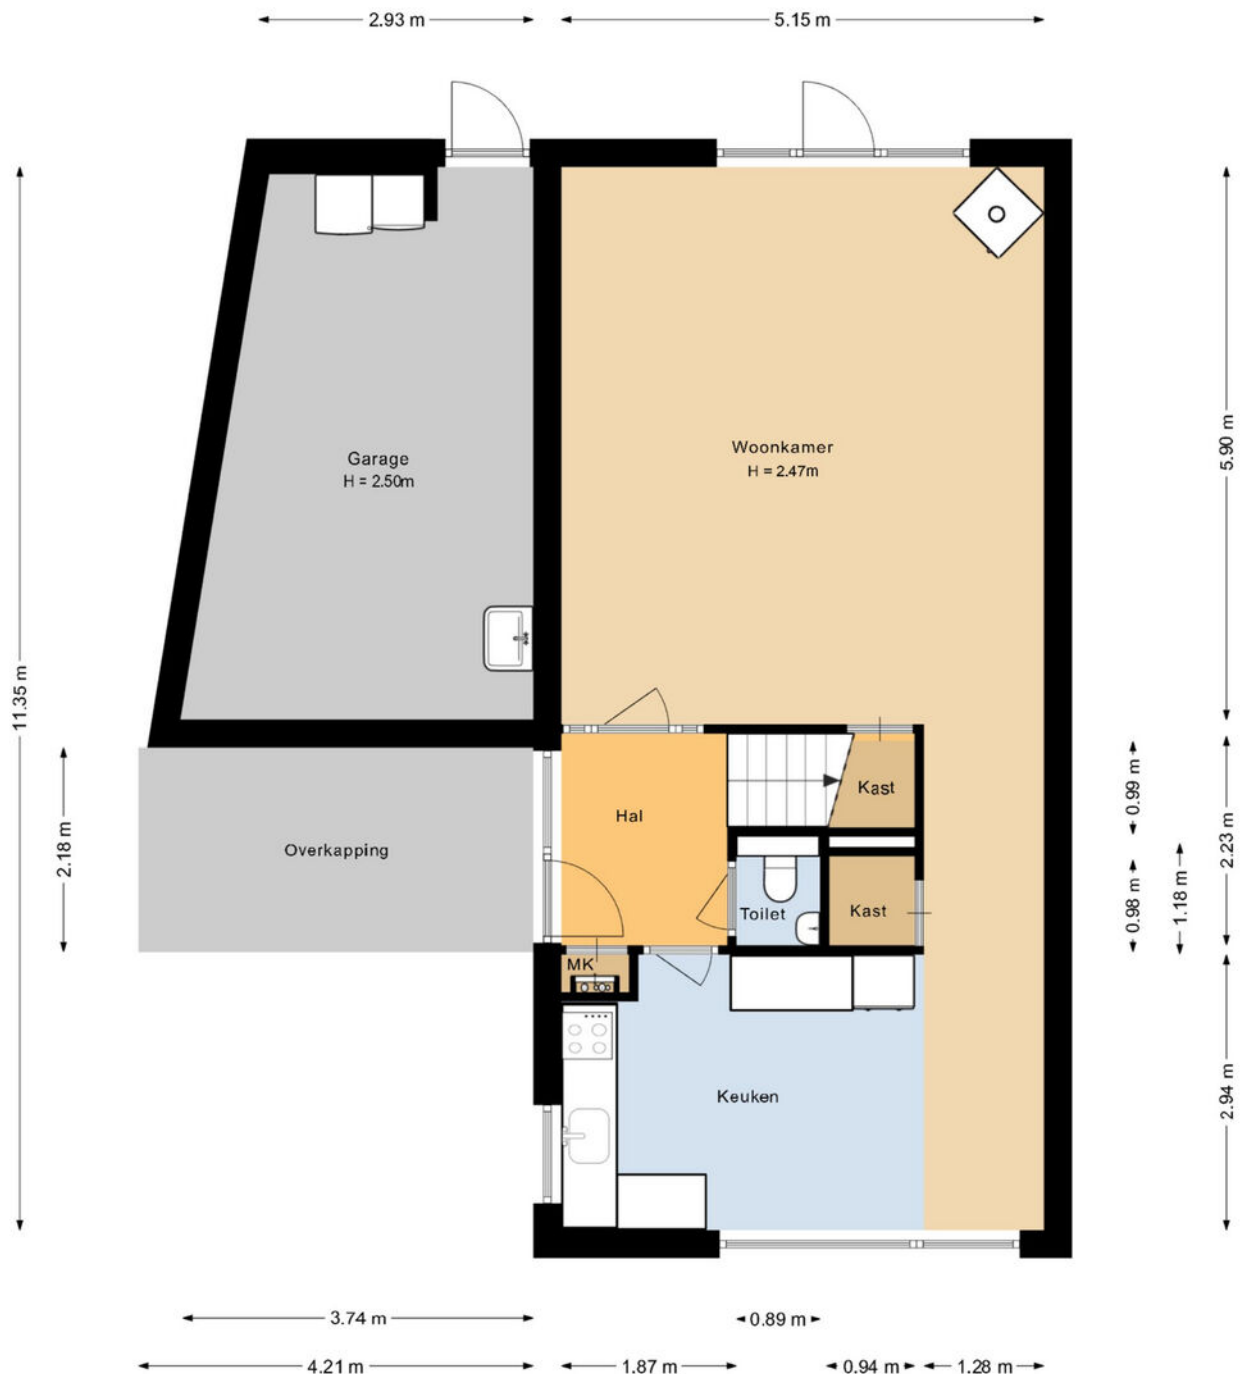 2.93 m
5.15 m
Garage
H = 2.50m
Woonkamer
H = 2.47m
5.90 m
11.35 m
2.18 m
Overkapping
Hal
Kast
0.99 m
2.23 m
Toilet
Kast
0.98 m
1.18 m
MK
Keuken
2.94 m
3.74 m
0.89 m
4.21 m
1.87 m
0.94 m
1.28 m